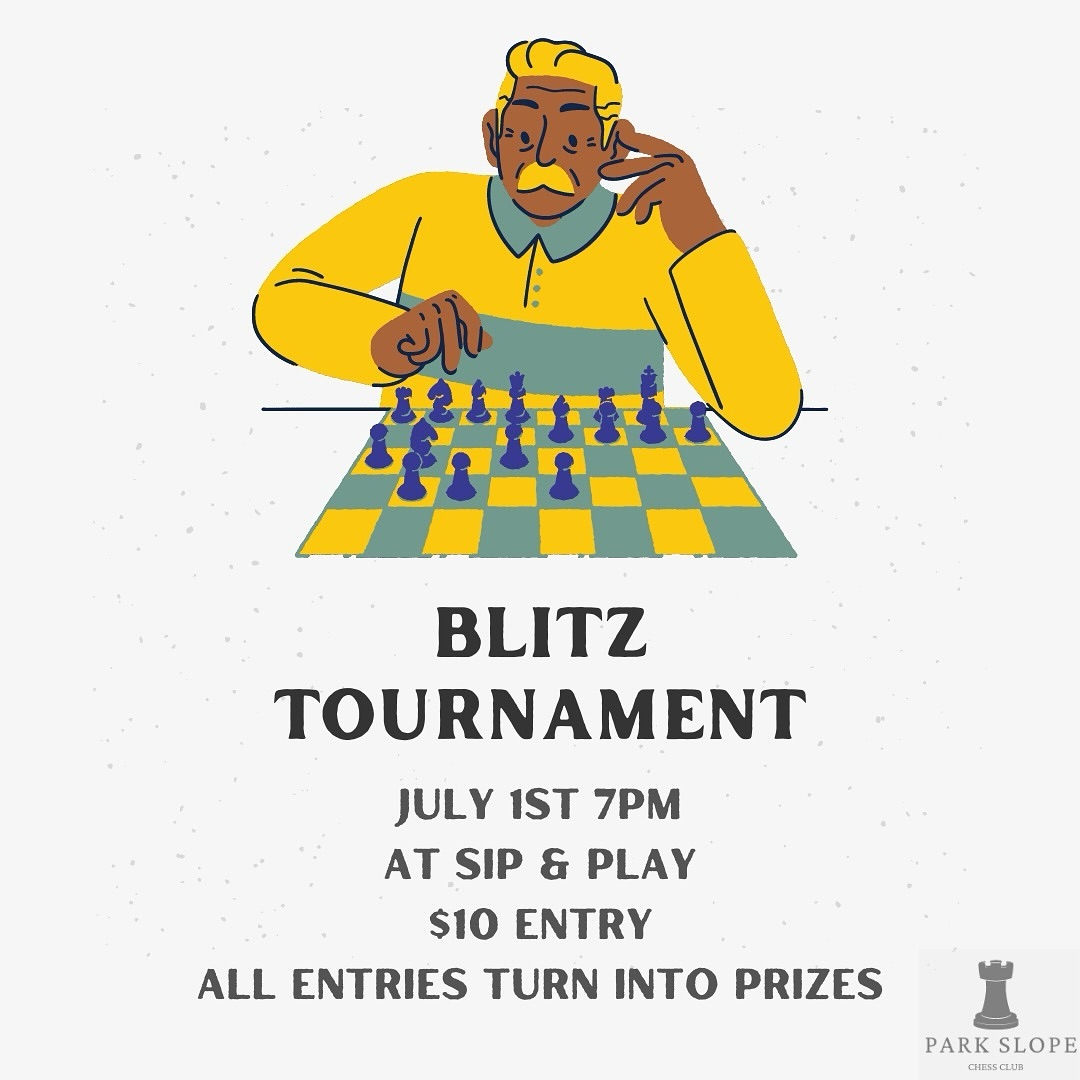 BLITZ
TOURNAMENT
JULY 1ST 7PM
AT SIP & PLAY
$10 ENTRY
ALL ENTRIES TURN INTO PRIZES
PARK SLOPE
CHESS CLUB